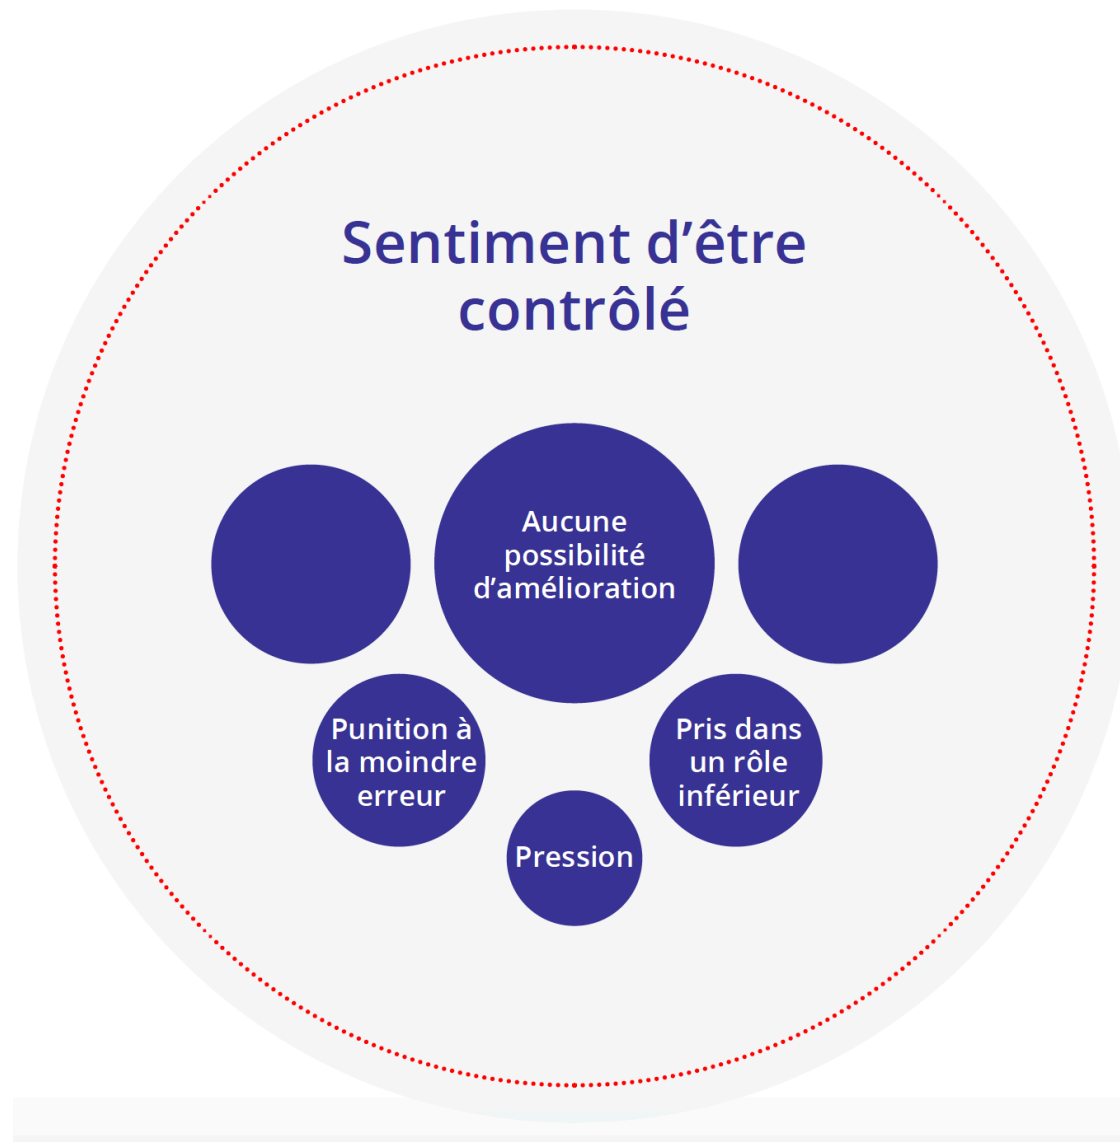 Sentiment d’être
contrôlé
Aucune
possibilité
d’amélioration
Punition à
la moindre
erreur
Pris dans
un rôle
inférieur
Pression